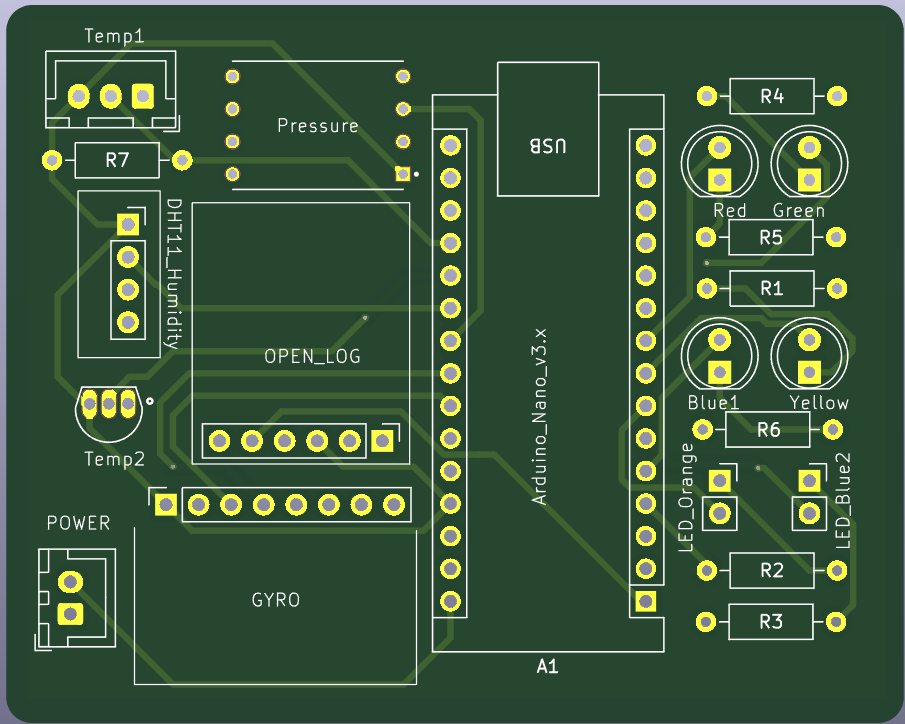 Temp1
R7
Pressure
USB
R4
Red
Green
R5
R1
DHT11_Humidity
OPEN_LOG
Arduino_Nano_v3.x
Blue1
Yellow
R6
Temp2
LED_Orange
LED_Blue2
POWER
GYRO
R2
R3
A1